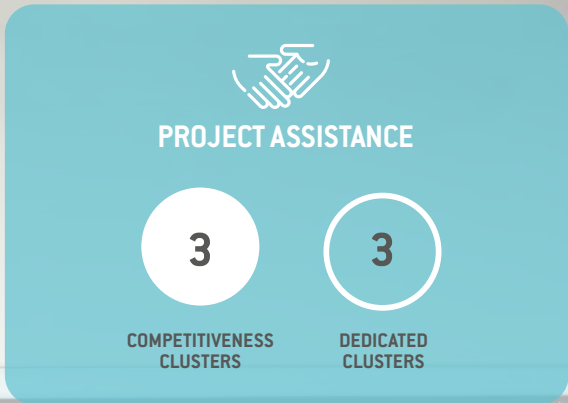 PROJECT ASSISTANCE
3
3
COMPETITIVENESS
CLUSTERS
DEDICATED
CLUSTERS